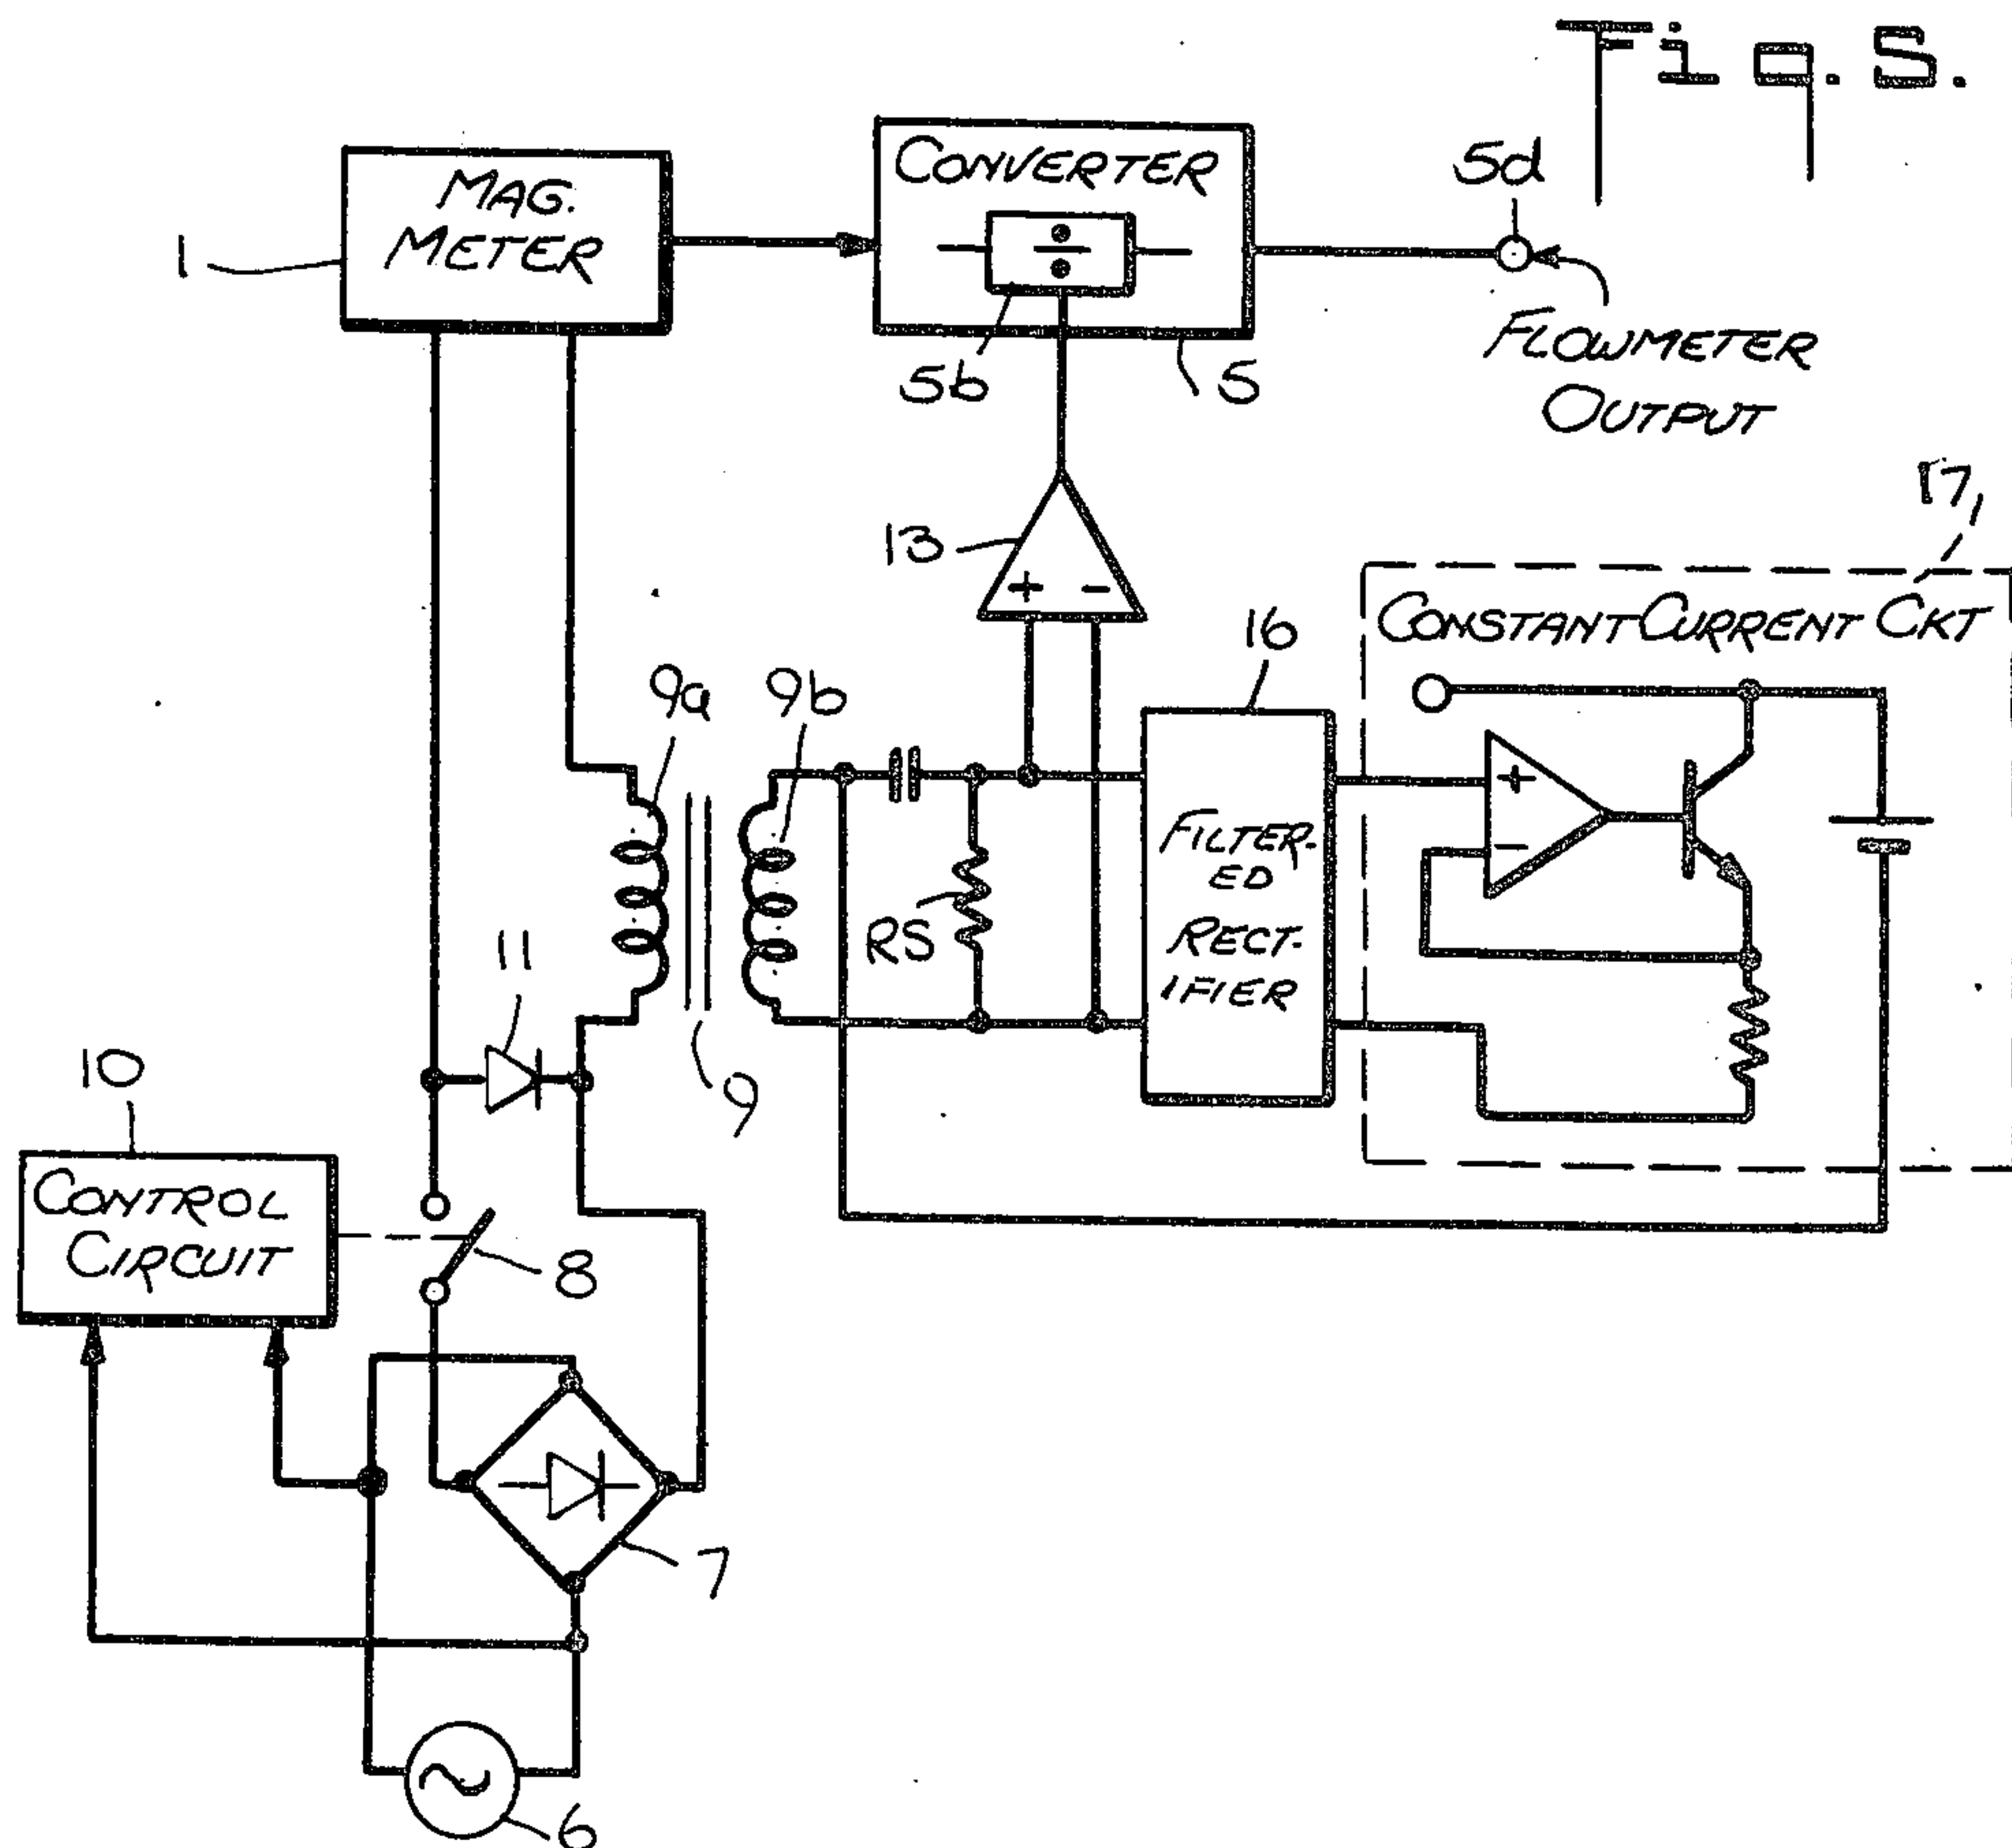 Fig. 5.
MAG.
METER
1
CONVERTER
÷
5b
5
5d
FLOWMETER
OUTPUT
13
+ -
17
CONSTANT CURRENT CKT
16
9a
9b
+
-
FILTER-
ED
RECT-
IFIER
RS
11
9
10
CONTROL
CIRCUIT
8
7
6